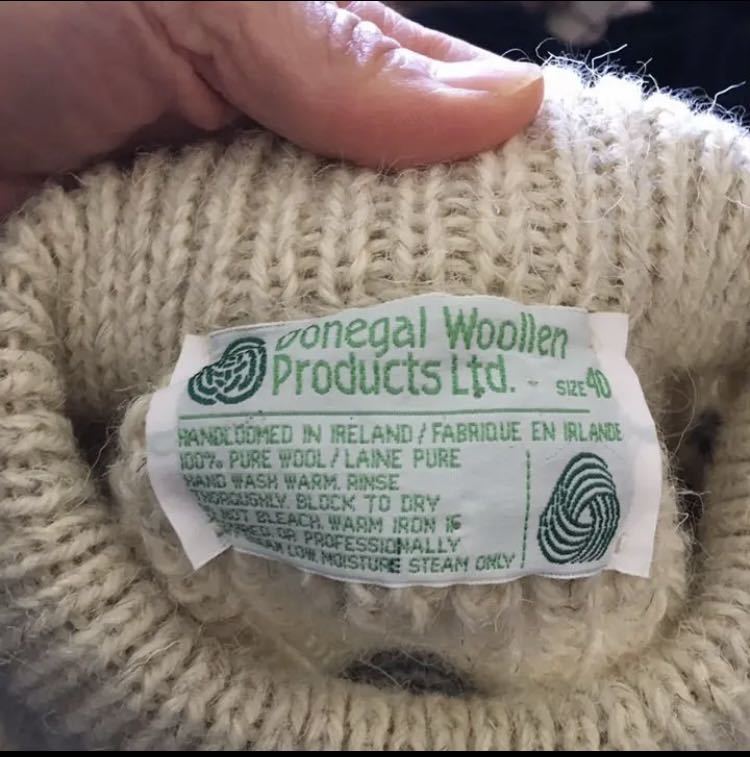 Donegal Woollen
Products Ltd. - SIZE 40
HANDLOOMED IN IRELAND / FABRIQUE EN IRLANDE
100% PURE WOOL / LAINE PURE
HAND WASH WARM. RINSE
THOROUGHLY. BLOCK TO DRY
NOT BLEACH. WARM IRON IF
OR PROFESSIONALLY
LOW MOISTURE STEAM ONLY